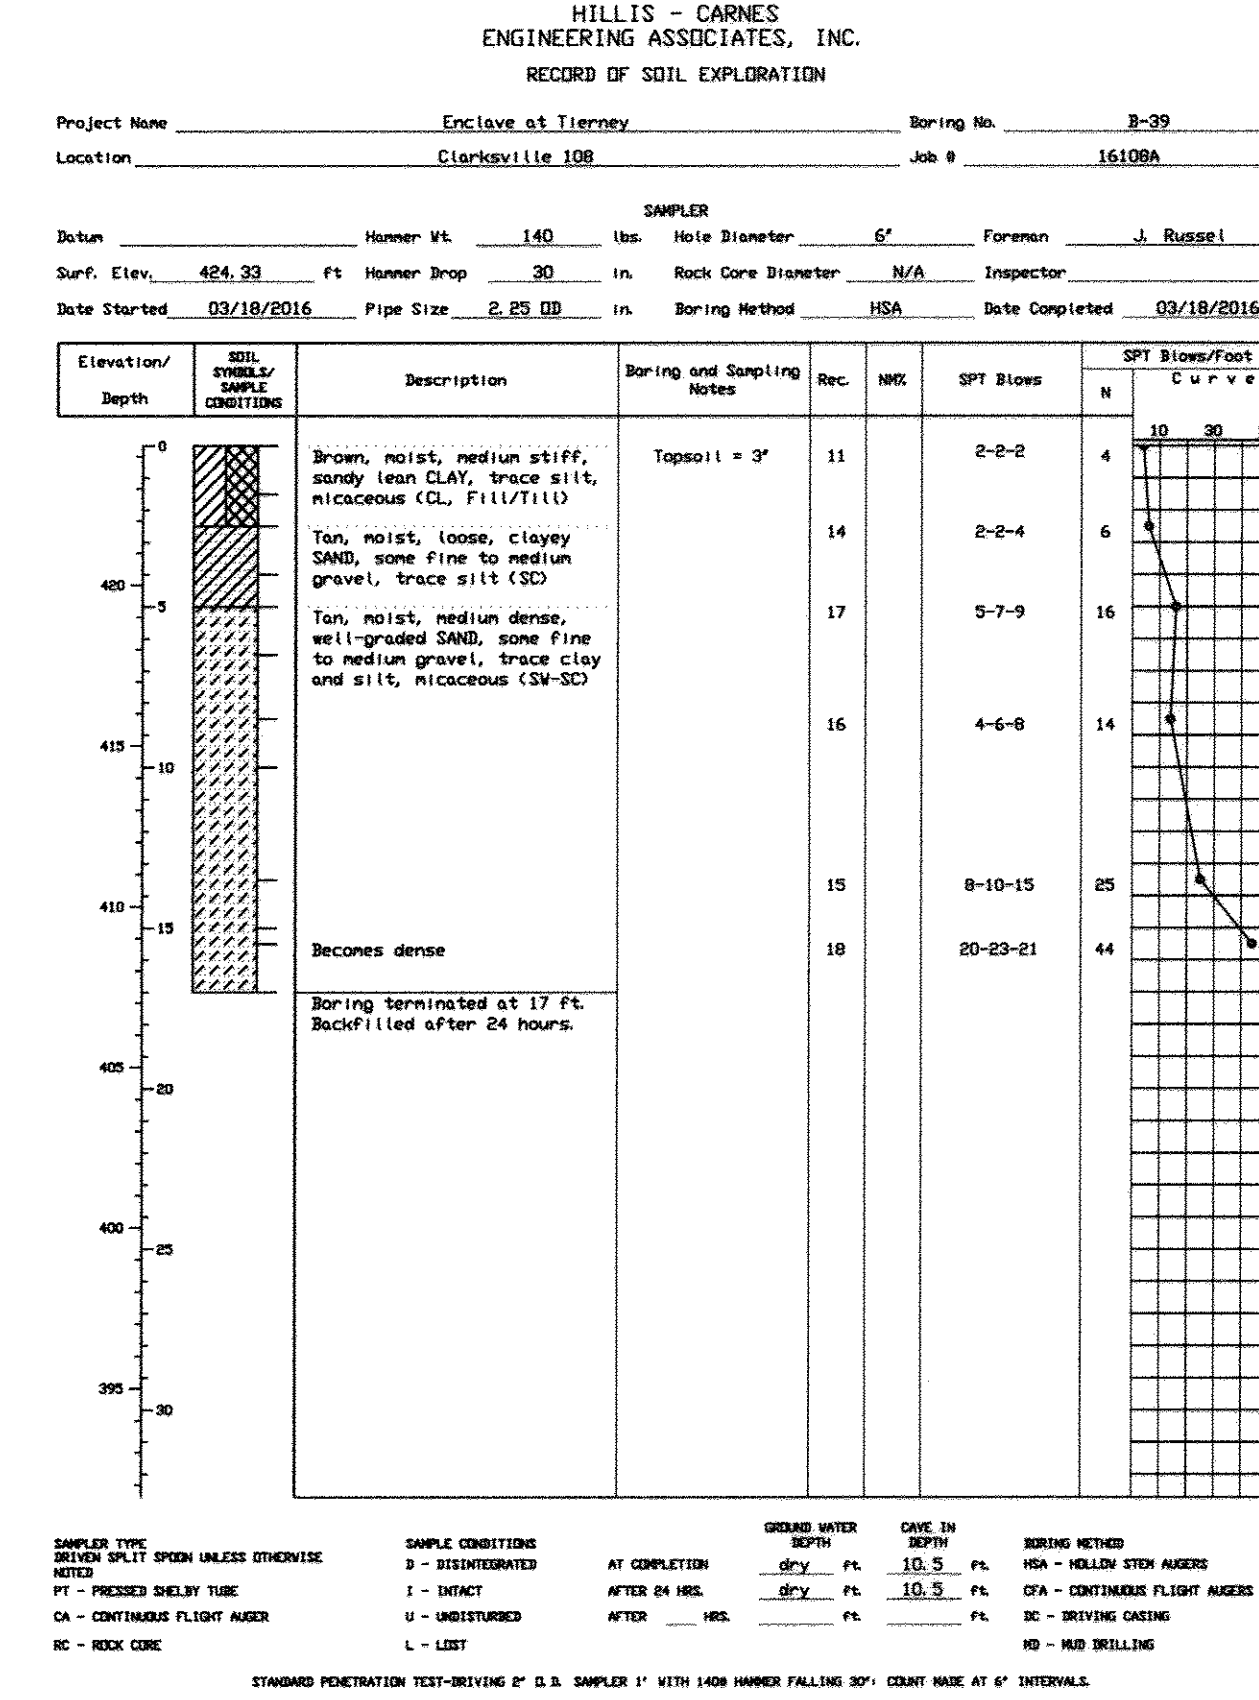 HILLIS - CARNES
ENGINEERING ASSOCIATES, INC.
RECORD OF SOIL EXPLORATION
Project Name Enclave at Tierney Boring No. B-39
Location Clarksville 108 Job # 16108A
SAMPLER
Datum Hammer Wt. 140 lbs. Hole Diameter 6" Foreman J. Russel
Surf. Elev. 424.33 ft Hammer Drop 30 in. Rock Core Diameter N/A Inspector
Date Started 03/18/2016 Pipe Size 2.25 OD in. Boring Method HSA Date Completed 03/18/2016
Elevation/ Depth
SOIL SYMBOLS/ SAMPLE CONDITIONS
Description
Boring and Sampling Notes
Rec.
NM%
SPT Blows
SPT Blows/Foot
N
Curve
10 30
0
Brown, moist, medium stiff, Topsoil = 3" 11 2-2-2 4
sandy lean CLAY, trace silt,
micaceous (CL, Fill/Till)
Tan, moist, loose, clayey 14 2-2-4 6
SAND, some fine to medium
420 gravel, trace silt (SC)
5
Tan, moist, medium dense, 17 5-7-9 16
well-graded SAND, some fine
to medium gravel, trace clay
and silt, micaceous (SW-SC)
16 4-6-8 14
415
10
15 8-10-15 25
410
15
Becomes dense 18 20-23-21 44
Boring terminated at 17 ft.
Backfilled after 24 hours.
405
20
400
25
395
30
GROUND WATER DEPTH CAVE IN DEPTH
SAMPLER TYPE SAMPLE CONDITIONS BORING METHOD
DRIVEN SPLIT SPOON UNLESS OTHERWISE NOTED
D - DISINTEGRATED AT COMPLETION dry ft. 10.5 ft. HSA - HOLLOW STEM AUGERS
PT - PRESSED SHELBY TUBE I - INTACT AFTER 24 HRS. dry ft. 10.5 ft. CFA - CONTINUOUS FLIGHT AUGERS
CA - CONTINUOUS FLIGHT AUGER U - UNDISTURBED AFTER ___ HRS. ft. ft. DC - DRIVING CASING
RC - ROCK CORE L - LOST MD - MUD DRILLING
STANDARD PENETRATION TEST-DRIVING 2" O.D. SAMPLER 1' WITH 140# HAMMER FALLING 30"; COUNT MADE AT 6" INTERVALS.